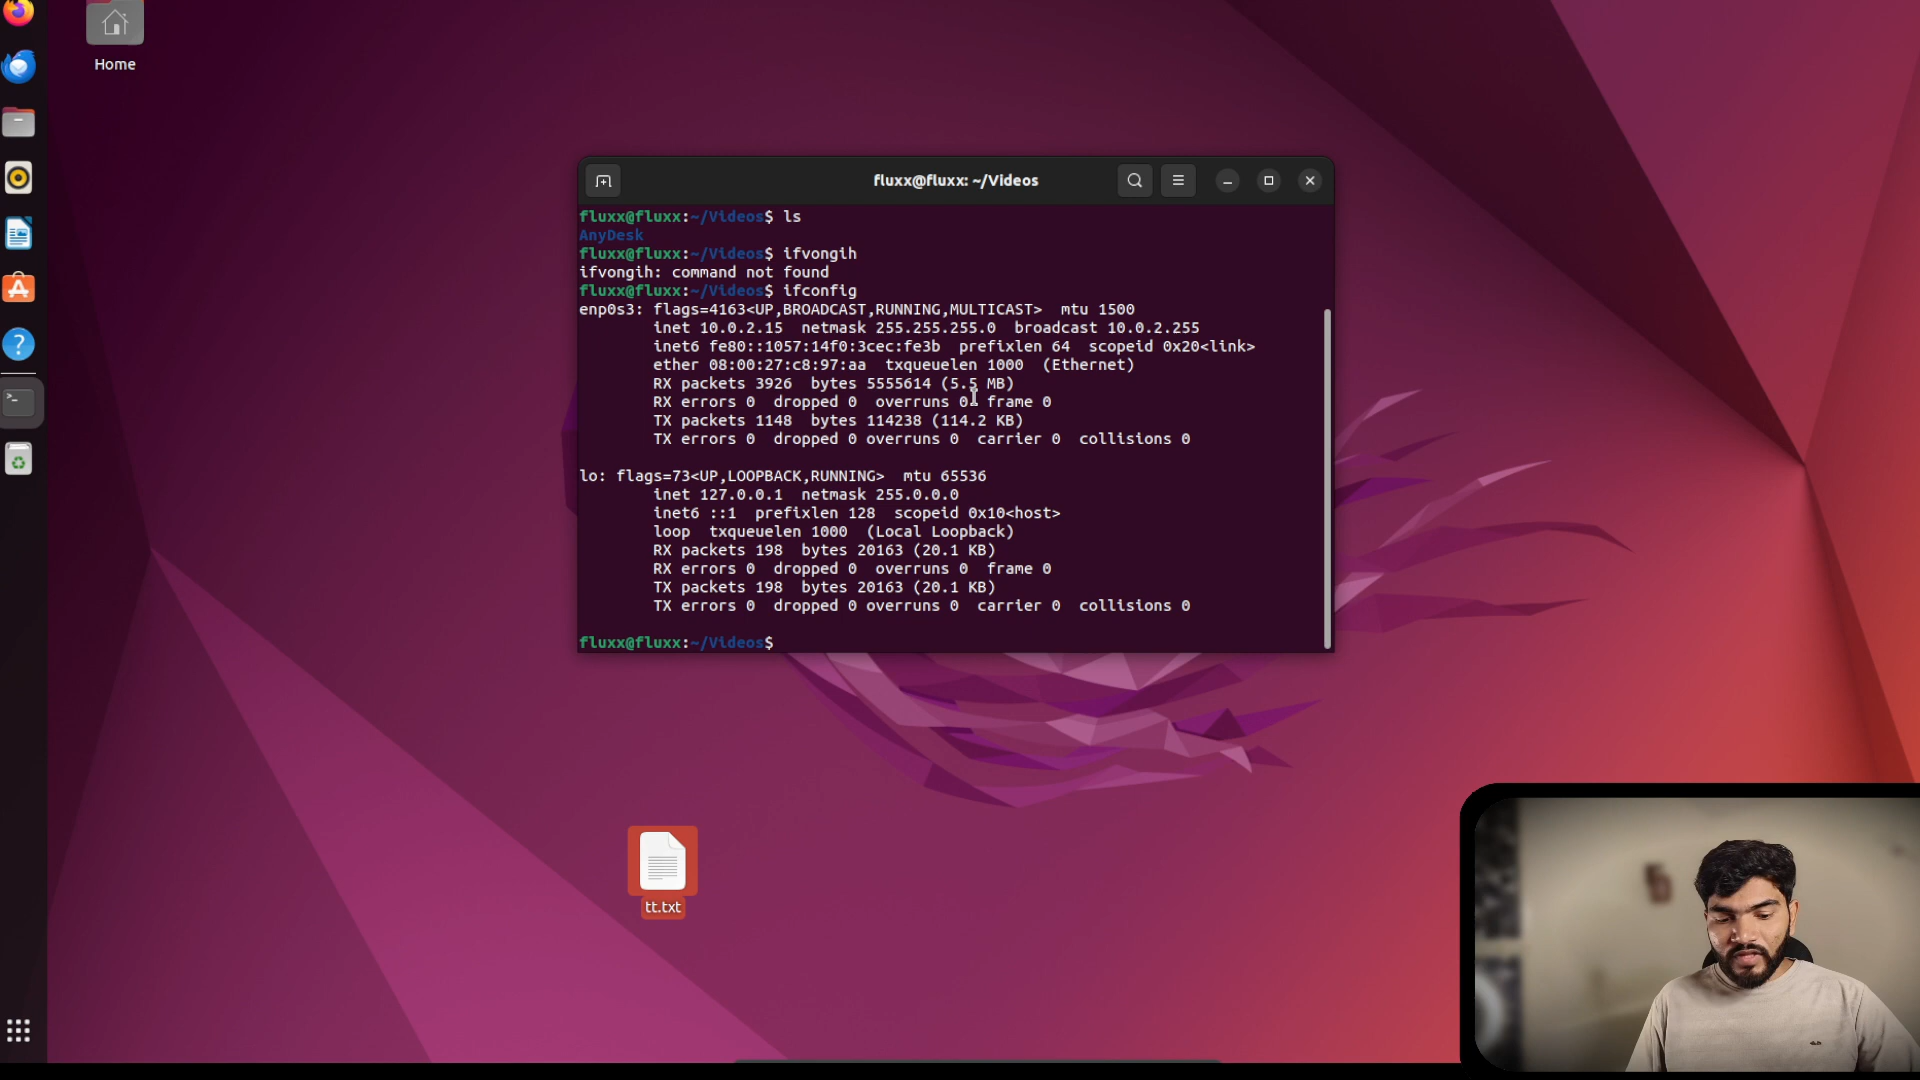 Home
fluxx@fluxx: ~/Videos
fluxx@fluxx:~/Videos$ ls
AnyDesk
fluxx@fluxx:~/Videos$ ifvongih
ifvongih: command not found
fluxx@fluxx:~/Videos$ ifconfig
enp0s3: flags=4163<UP,BROADCAST,RUNNING,MULTICAST>  mtu 1500
        inet 10.0.2.15  netmask 255.255.255.0  broadcast 10.0.2.255
        inet6 fe80::1057:14f0:3cec:fe3b  prefixlen 64  scopeid 0x20<link>
        ether 08:00:27:c8:97:aa  txqueuelen 1000  (Ethernet)
        RX packets 3926  bytes 5555614 (5.5 MB)
        RX errors 0  dropped 0  overruns 0  frame 0
        TX packets 1148  bytes 114238 (114.2 KB)
        TX errors 0  dropped 0 overruns 0  carrier 0  collisions 0
lo: flags=73<UP,LOOPBACK,RUNNING>  mtu 65536
        inet 127.0.0.1  netmask 255.0.0.0
        inet6 ::1  prefixlen 128  scopeid 0x10<host>
        loop  txqueuelen 1000  (Local Loopback)
        RX packets 198  bytes 20163 (20.1 KB)
        RX errors 0  dropped 0  overruns 0  frame 0
        TX packets 198  bytes 20163 (20.1 KB)
        TX errors 0  dropped 0 overruns 0  carrier 0  collisions 0
fluxx@fluxx:~/Videos$
tt.txt